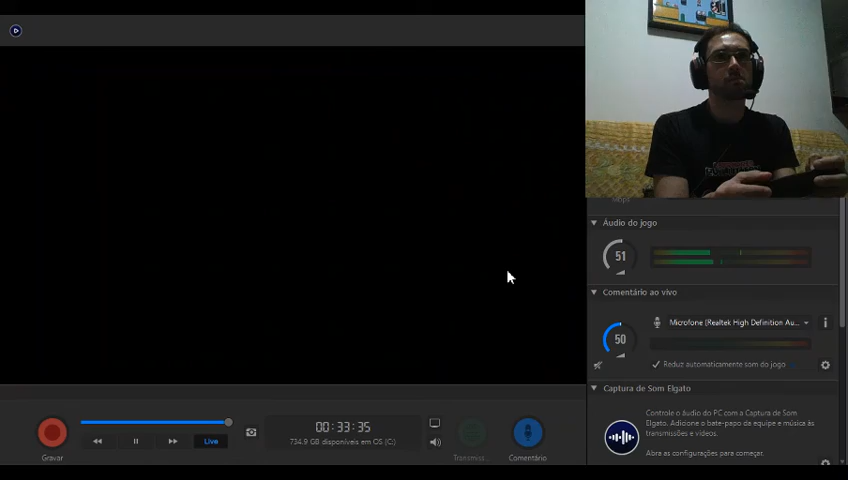 Áudio do jogo
51
Comentário ao vivo
Microfone (Realtek High Definition Au...
50
Reduz automaticamente som do jogo
Captura de Som Elgato
Controle o áudio do PC com a Captura de Som
Elgato. Adicione o bate-papo da equipe e música às
transmissões e vídeos.
Abra as configurações para começar.
00:33:35
734.9 GB disponíveis em OS (C:)
Live
Gravar
Transmiss...
Comentário